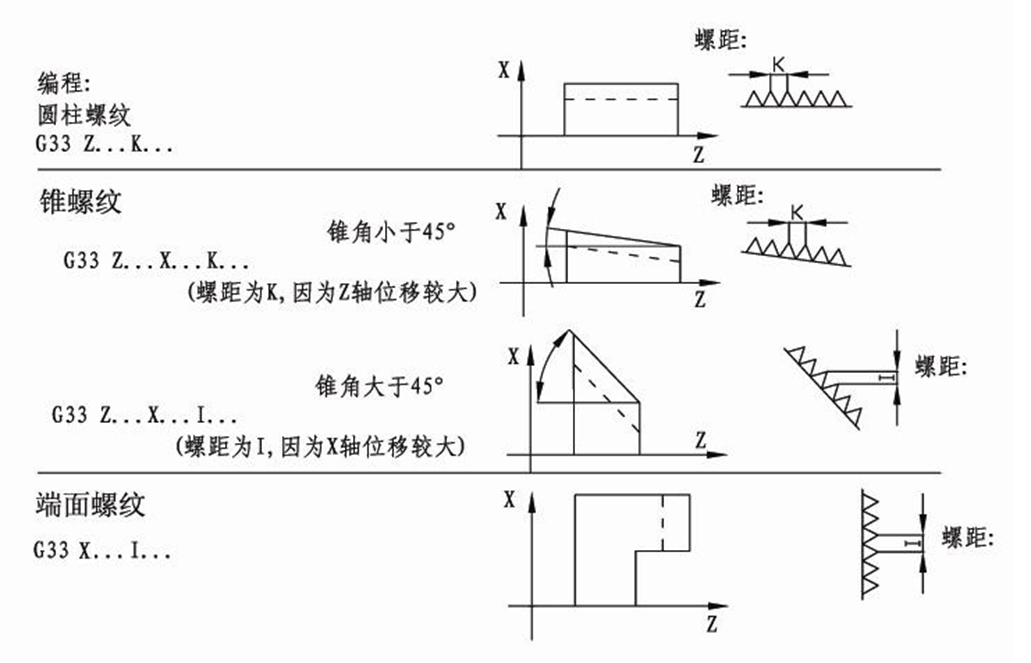 编程:
圆柱螺纹
G33 Z...K...
X
Z
螺距:
K
锥螺纹
锥角小于45°
G33 Z...X...K...
(螺距为K,因为Z轴位移较大)
X
Z
螺距:
K
锥角大于45°
G33 Z...X...I...
(螺距为I,因为X轴位移较大)
X
Z
I
螺距:
端面螺纹
G33 X...I...
X
Z
I
螺距: